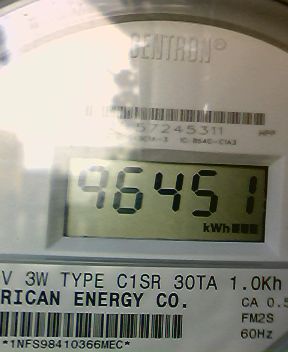 CENTRON®
57245311
96451
kWh
V 3W TYPE C1SR 30TA 1.0Kh
RICAN ENERGY CO.
CA 0.5
FM2S
60Hz
*1NFS98410366MEC*